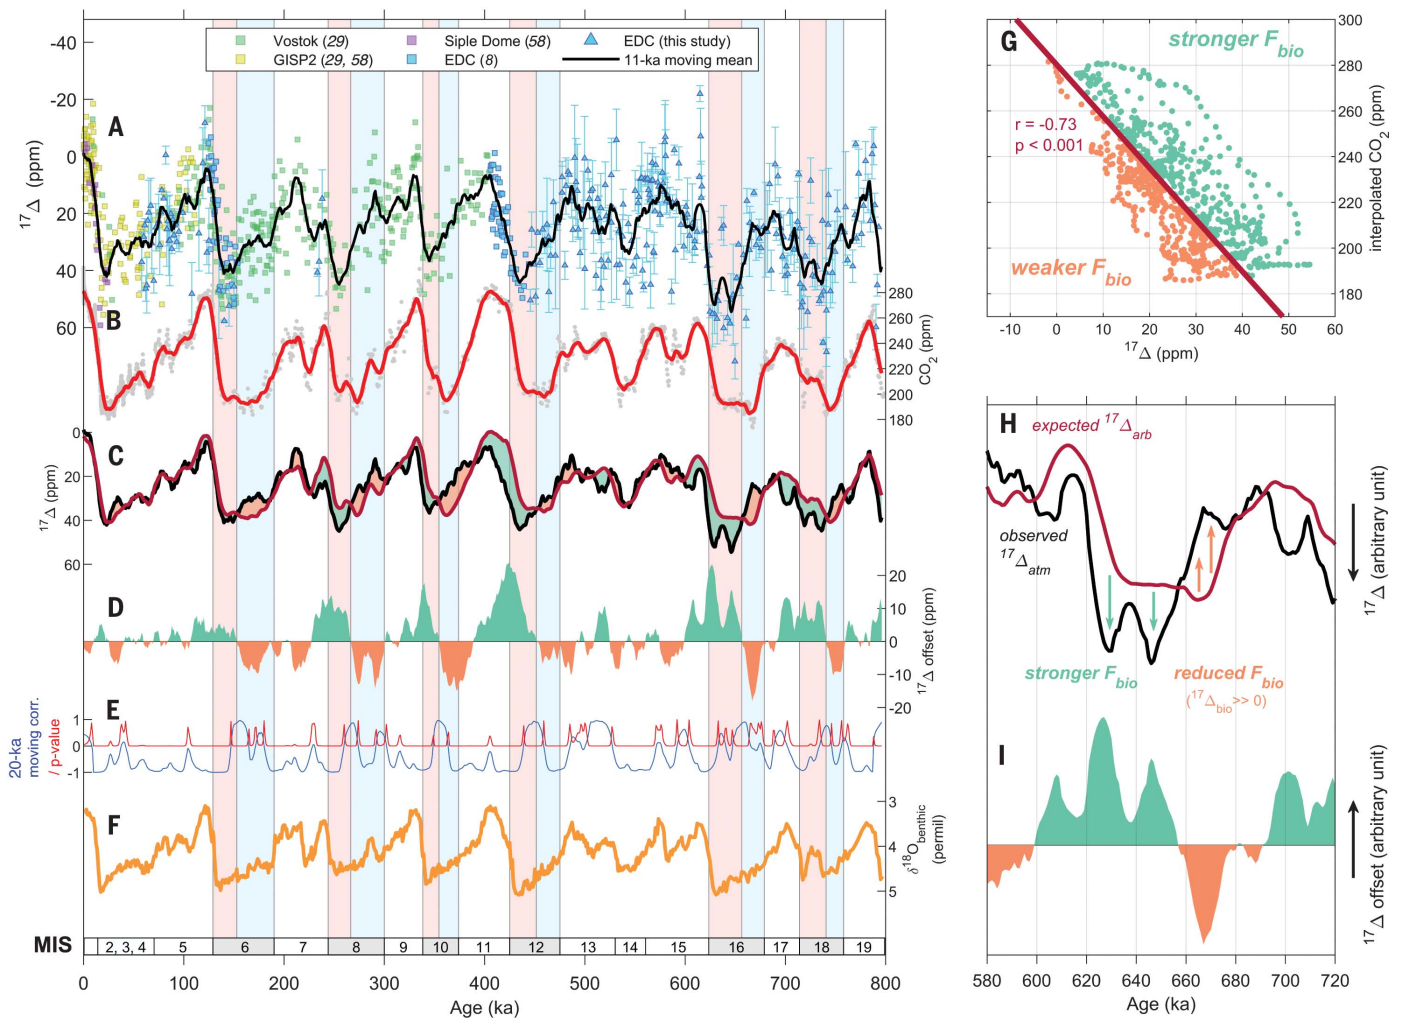 Vostok (29)
GISP2 (29, 58)
Siple Dome (58)
EDC (8)
EDC (this study)
11-ka moving mean
A
-40
-20
0
20
40
60
17Δ (ppm)
B
280
260
240
220
200
180
CO2 (ppm)
C
0
20
40
60
17Δ (ppm)
D
20
10
0
-10
-20
17Δ offset (ppm)
E
1
0
-1
20-ka
moving corr.
/ p-value
F
3
4
5
δ18Obenthic
(permil)
MIS
2, 3, 4
5
6
7
8
9
10
11
12
13
14
15
16
17
18
19
0
100
200
300
400
500
600
700
800
Age (ka)
G
stronger Fbio
r = -0.73
p < 0.001
weaker Fbio
300
280
260
240
220
200
180
interpolated CO2 (ppm)
-10
0
10
20
30
40
50
60
17Δ (ppm)
H
expected 17Δarb
observed
17Δatm
stronger Fbio
reduced Fbio
(17Δbio>> 0)
17Δ (arbitrary unit)
I
17Δ offset (arbitrary unit)
580
600
620
640
660
680
700
720
Age (ka)